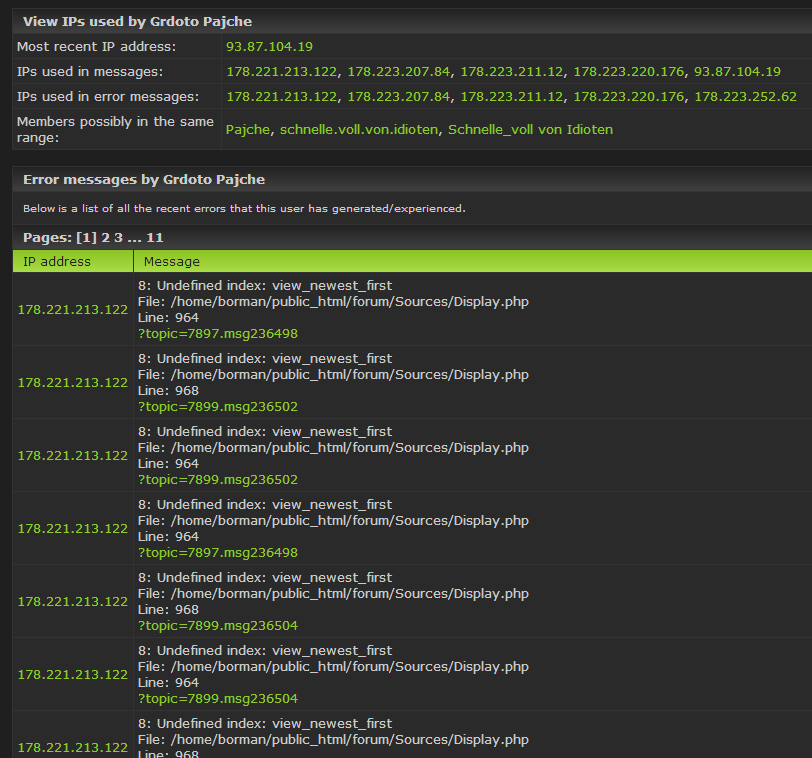 View IPs used by Grdoto Pajche
Most recent IP address: 93.87.104.19
IPs used in messages: 178.221.213.122, 178.223.207.84, 178.223.211.12, 178.223.220.176, 93.87.104.19
IPs used in error messages: 178.221.213.122, 178.223.207.84, 178.223.211.12, 178.223.220.176, 178.223.252.62
Members possibly in the same
range:
Pajche, schnelle.voll.von.idioten, Schnelle_voll von Idioten
Error messages by Grdoto Pajche
Below is a list of all the recent errors that this user has generated/experienced.
Pages: [1] 2 3 ... 11
IP address Message
178.221.213.122
8: Undefined index: view_newest_first
File: /home/borman/public_html/forum/Sources/Display.php
Line: 964
?topic=7897.msg236498
178.221.213.122
8: Undefined index: view_newest_first
File: /home/borman/public_html/forum/Sources/Display.php
Line: 968
?topic=7899.msg236502
178.221.213.122
8: Undefined index: view_newest_first
File: /home/borman/public_html/forum/Sources/Display.php
Line: 964
?topic=7899.msg236502
178.221.213.122
8: Undefined index: view_newest_first
File: /home/borman/public_html/forum/Sources/Display.php
Line: 964
?topic=7897.msg236498
178.221.213.122
8: Undefined index: view_newest_first
File: /home/borman/public_html/forum/Sources/Display.php
Line: 968
?topic=7899.msg236504
178.221.213.122
8: Undefined index: view_newest_first
File: /home/borman/public_html/forum/Sources/Display.php
Line: 964
?topic=7899.msg236504
178.221.213.122
8: Undefined index: view_newest_first
File: /home/borman/public_html/forum/Sources/Display.php
Line: 968